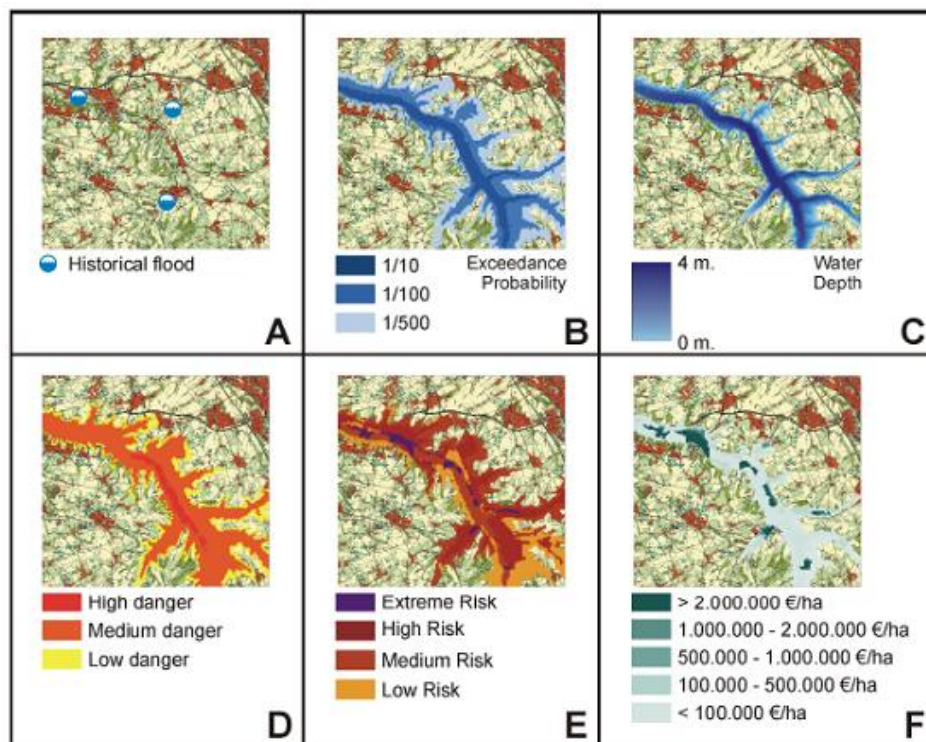 Historical flood
A
1/10
Exceedance
Probability
1/100
1/500
B
4 m.
Water
Depth
0 m.
C
High danger
Medium danger
Low danger
D
Extreme Risk
High Risk
Medium Risk
Low Risk
E
> 2.000.000 €/ha
1.000.000 - 2.000.000 €/ha
500.000 - 1.000.000 €/ha
100.000 - 500.000 €/ha
< 100.000 €/ha
F